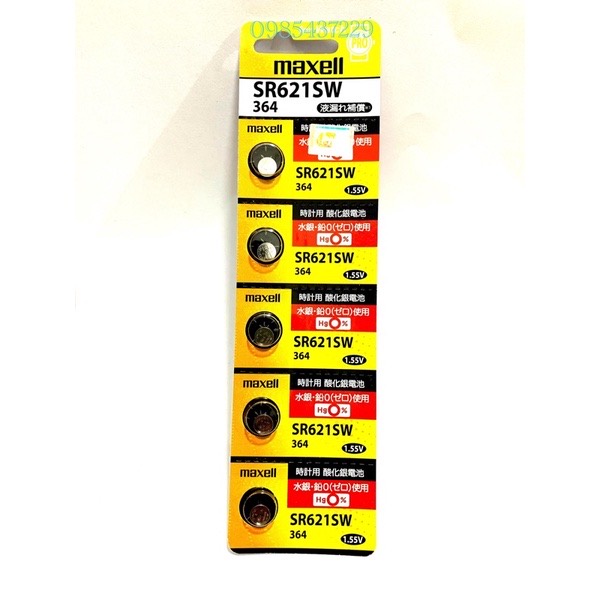 0985437229
PRO
maxell
SR621SW
364
液漏れ補償
maxell
時計用 酸化銀電池
水銀・
使用
SR621SW
364
1.55V
maxell
時計用 酸化銀電池
水銀・鉛0(ゼロ)使用
Hg0%
SR621SW
364
1.55V
maxell
時計用 酸化銀電池
水銀・鉛0(ゼロ)使用
Hg0%
SR621SW
364
1.55V
maxell
時計用 酸化銀電池
水銀・鉛0(ゼロ)使用
Hg0%
SR621SW
364
1.55V
maxell
時計用 酸化銀電池
水銀・鉛0(ゼロ)使用
Hg0%
SR621SW
364
1.55V